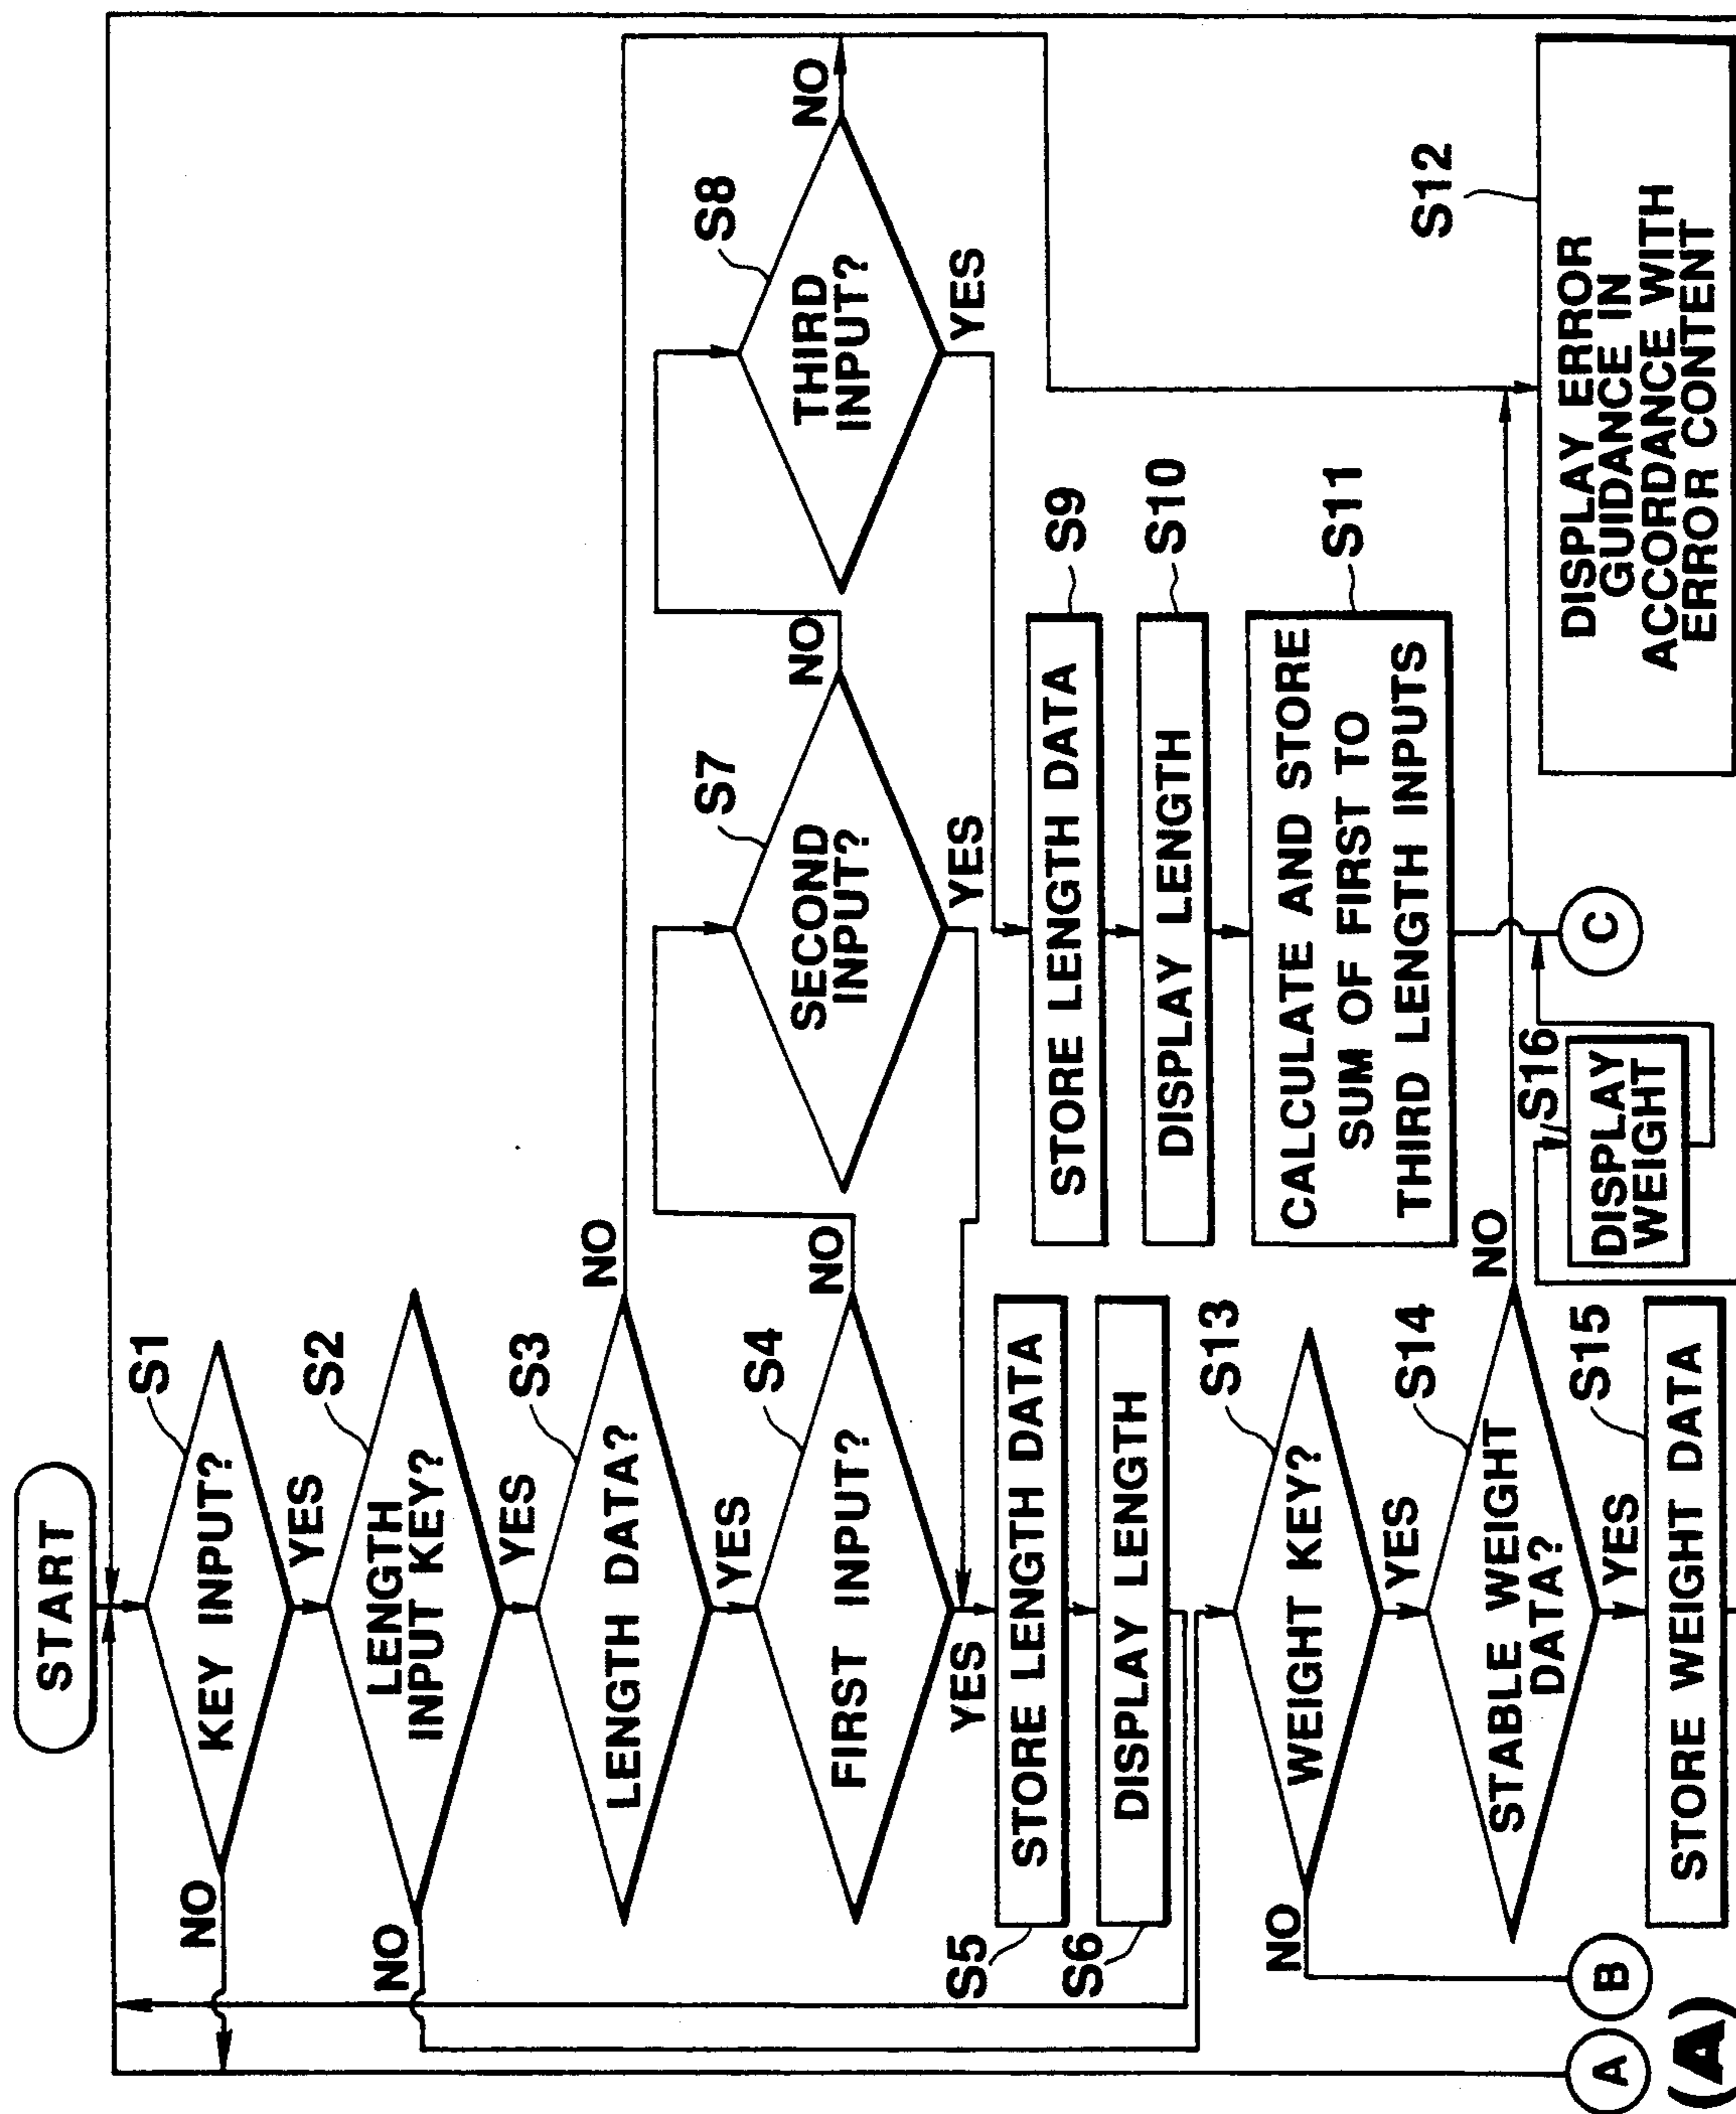 START
S1
KEY INPUT?
NO
YES
S2
LENGTH
INPUT KEY?
NO
YES
S3
LENGTH DATA?
NO
YES
S4
FIRST INPUT?
NO
YES
S7
SECOND
INPUT?
NO
YES
S8
THIRD
INPUT?
NO
YES
S5
STORE LENGTH DATA
S6
DISPLAY LENGTH
S9
STORE LENGTH DATA
S10
DISPLAY LENGTH
S11
CALCULATE AND STORE
SUM OF FIRST TO
THIRD LENGTH INPUTS
S12
DISPLAY ERROR
GUIDANCE IN
ACCORDANCE WITH
ERROR CONTENT
S13
WEIGHT KEY?
NO
YES
S14
STABLE WEIGHT
DATA?
NO
YES
S15
STORE WEIGHT DATA
S16
DISPLAY
WEIGHT
A
B
C
(A)